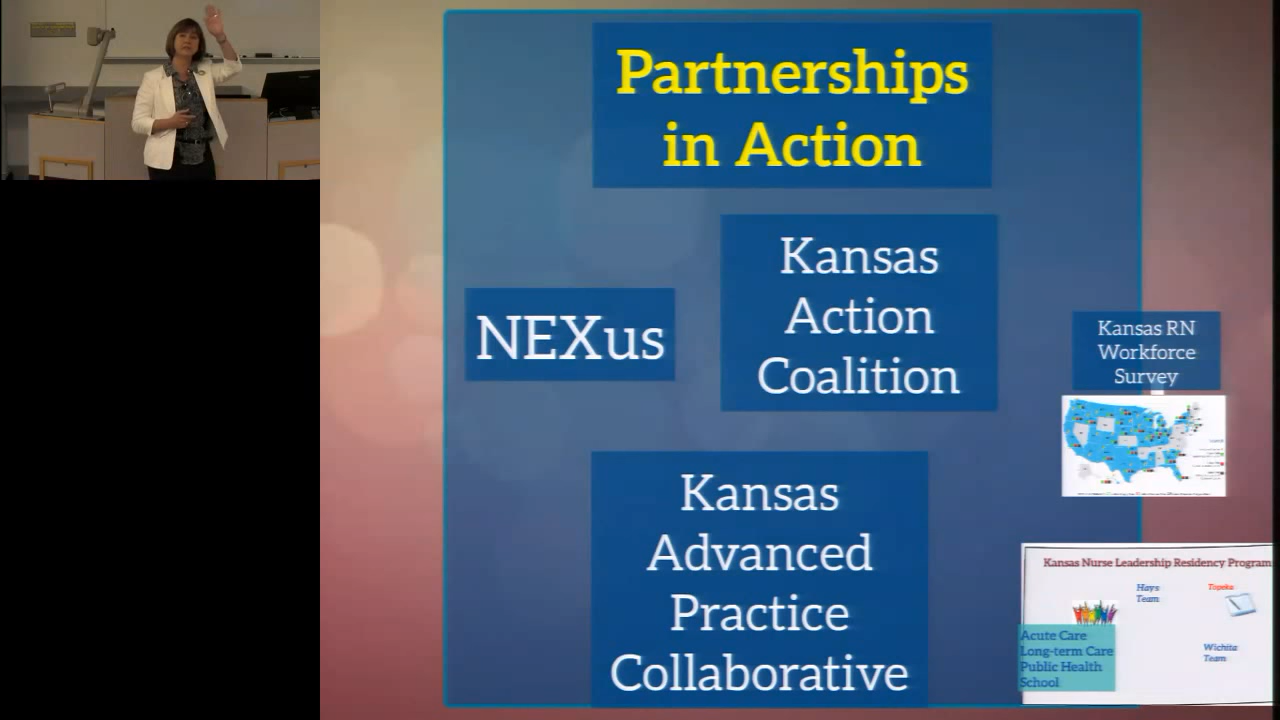 Partnerships
in Action
Kansas
Action
Coalition
NEXus
Kansas RN
Workforce
Survey
Kansas
Advanced
Practice
Collaborative
Kansas Nurse Leadership Residency Program
Hays
Team
Topeka
Acute Care
Long-term Care
Public Health
School
Wichita
Team